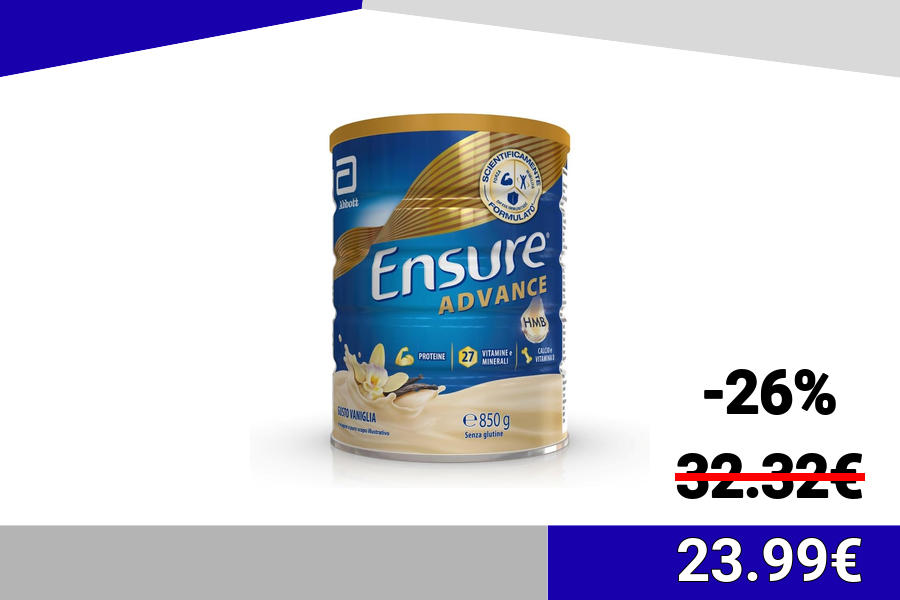 Abbott
SCIENTIFICAMENTE
FORMULATO
FORZA
Ensure®
ADVANCE
HMB
PROTEINE
27
VITAMINE e
MINERALI
CALCIO e
VITAMINA D
GUSTO VANIGLIA
℮ 850 g
Senza glutine
-26%
32.32€
23.99€